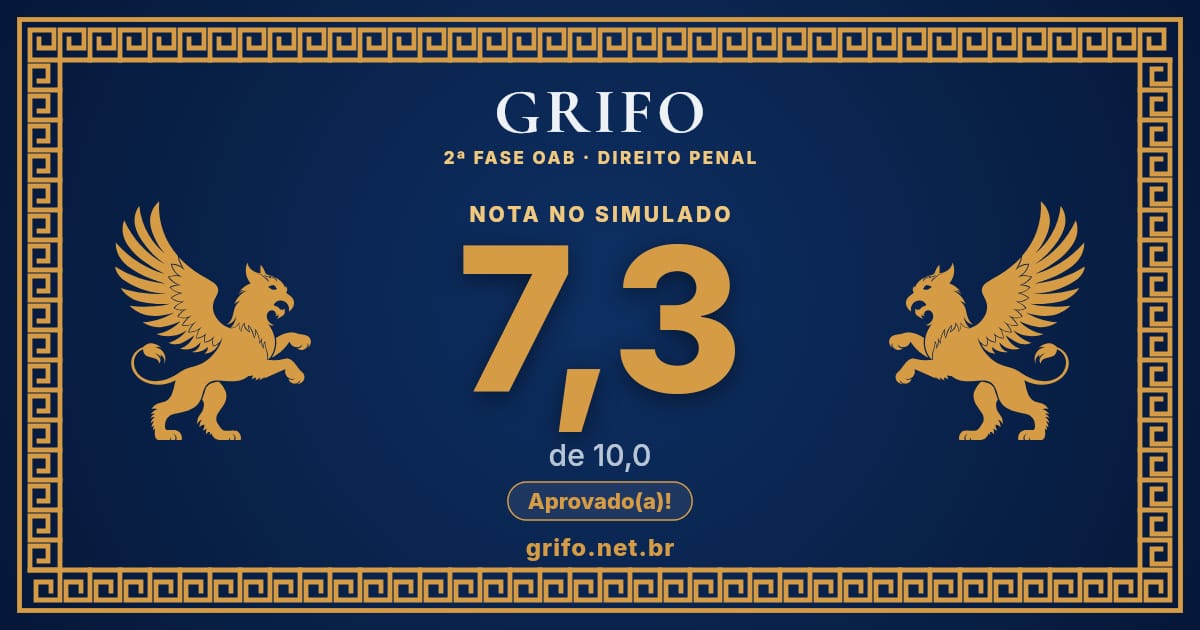 GRIFO
2ª FASE OAB · DIREITO PENAL
NOTA NO SIMULADO
7,3
de 10,0
Aprovado(a)!
grifo.net.br